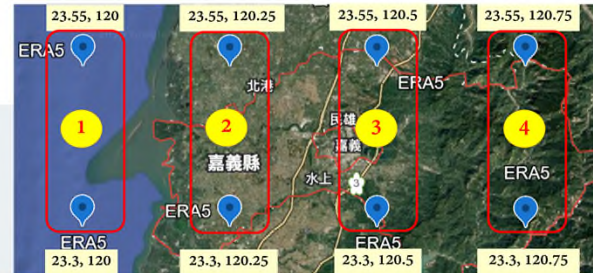 23.55, 120
23.55, 120.25
23.55, 120.5
23.55, 120.75
ERA5
ERA5
北港
1
2
3
4
民雄
嘉義
嘉義縣
水上
3
ERA5
ERA5
ERA5
ERA5
23.3, 120
23.3, 120.25
23.3, 120.5
23.3, 120.75